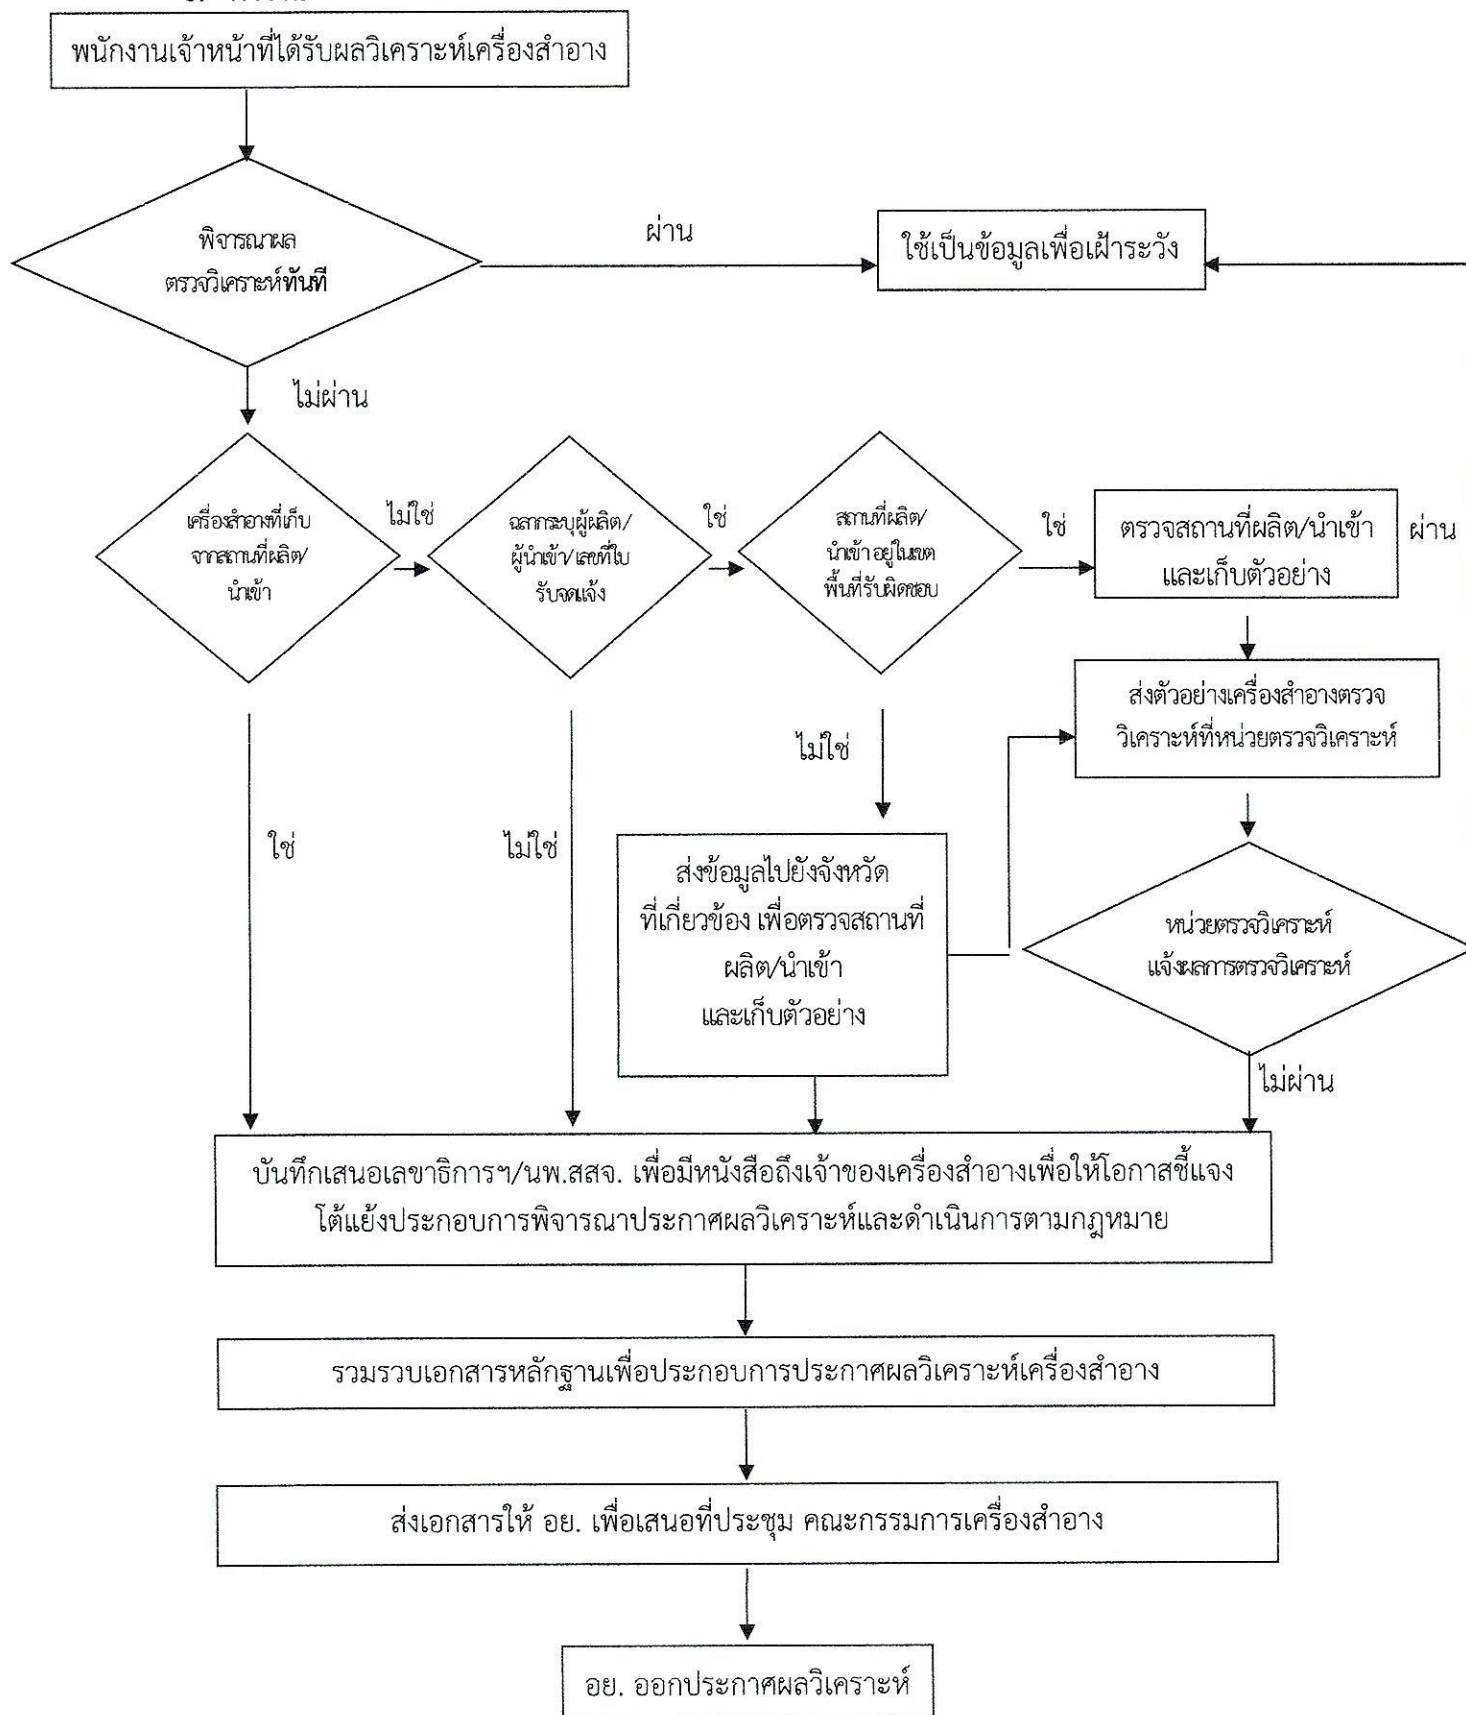 พนักงานเจ้าหน้าที่ได้รับผลวิเคราะห์เครื่องสำอาง
พิจารณาผล
ตรวจวิเคราะห์ทันที
ผ่าน
ใช้เป็นข้อมูลเพื่อเฝ้าระวัง
ไม่ผ่าน
เครื่องสำอางที่เก็บ
จากสถานที่ผลิต/
นำเข้า
ไม่ใช่
ฉลากระบุผู้ผลิต/
ผู้นำเข้า/เลขที่ใบ
รับจดแจ้ง
ใช่
สถานที่ผลิต/
นำเข้า อยู่ในเขต
พื้นที่รับผิดชอบ
ใช่
ตรวจสถานที่ผลิต/นำเข้า
และเก็บตัวอย่าง
ผ่าน
ส่งตัวอย่างเครื่องสำอางตรวจ
วิเคราะห์ที่หน่วยตรวจวิเคราะห์
ไม่ใช่
ใช่
ไม่ใช่
ส่งข้อมูลไปยังจังหวัด
ที่เกี่ยวข้อง เพื่อตรวจสถานที่
ผลิต/นำเข้า
และเก็บตัวอย่าง
หน่วยตรวจวิเคราะห์
แจ้งผลการตรวจวิเคราะห์
ไม่ผ่าน
บันทึกเสนอเลขาธิการฯ/นพ.สสจ. เพื่อมีหนังสือถึงเจ้าของเครื่องสำอางเพื่อให้โอกาสชี้แจง
โต้แย้งประกอบการพิจารณาประกาศผลวิเคราะห์และดำเนินการตามกฎหมาย
รวมรวบเอกสารหลักฐานเพื่อประกอบการประกาศผลวิเคราะห์เครื่องสำอาง
ส่งเอกสารให้ อย. เพื่อเสนอที่ประชุม คณะกรรมการเครื่องสำอาง
อย. ออกประกาศผลวิเคราะห์